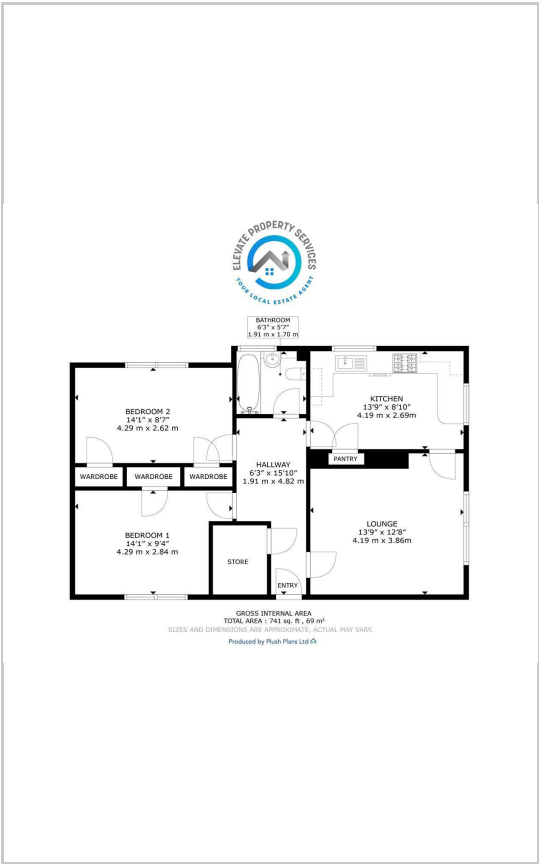 ELEVATE PROPERTY SERVICES
YOUR LOCAL ESTATE AGENT
BATHROOM
6'3" x 5'7"
1.91 m x 1.70 m
BEDROOM 2
14'1" x 8'7"
4.29 m x 2.62 m
KITCHEN
13'9" x 8'10"
4.19 m x 2.69m
PANTRY
HALLWAY
6'3" x 15'10"
1.91 m x 4.82 m
WARDROBE
WARDROBE
WARDROBE
BEDROOM 1
14'1" x 9'4"
4.29 m x 2.84 m
LOUNGE
13'9" x 12'8"
4.19 m x 3.86m
STORE
ENTRY
GROSS INTERNAL AREA
TOTAL AREA : 741 sq. ft , 69 m²
SIZES AND DIMENSIONS ARE APPROXIMATE, ACTUAL MAY VARY.
Produced by Plush Plans Ltd